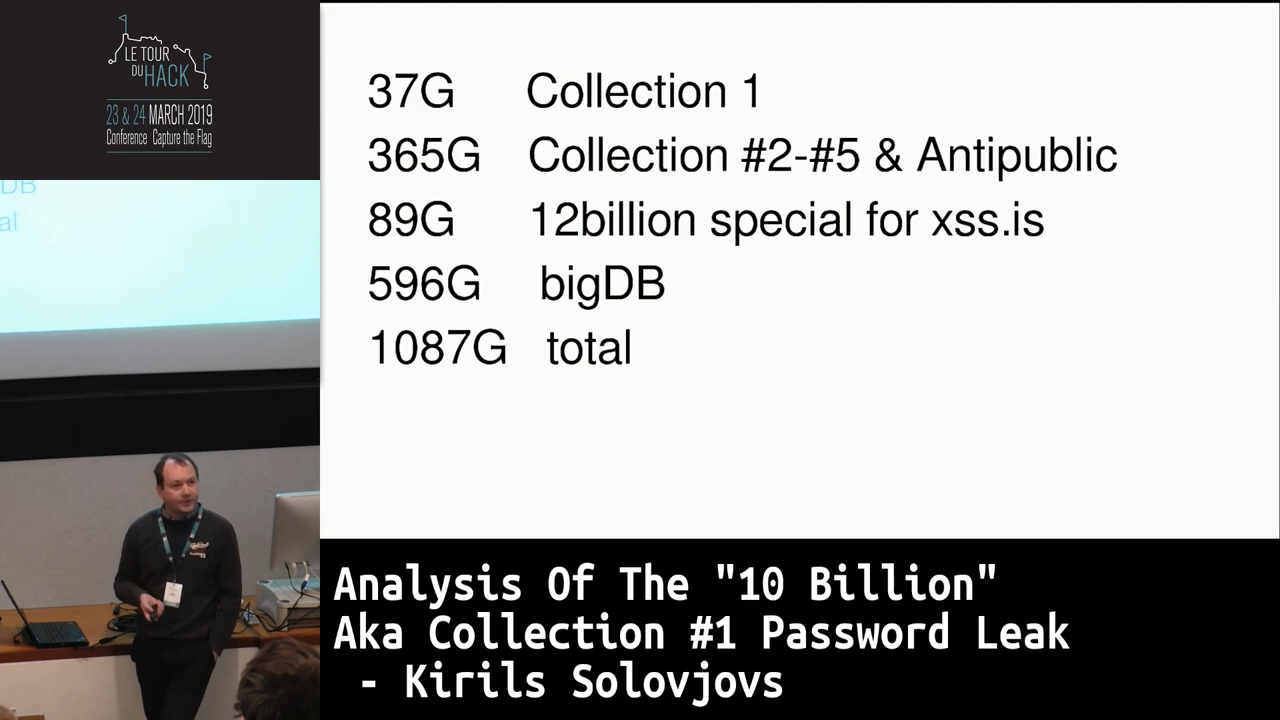 LE TOUR
DU HACK
23 & 24 MARCH 2019
Conference Capture the Flag
DB
al
37G Collection 1
365G Collection #2-#5 & Antipublic
89G 12billion special for xss.is
596G bigDB
1087G total
Analysis Of The "10 Billion"
Aka Collection #1 Password Leak
- Kirils Solovjovs